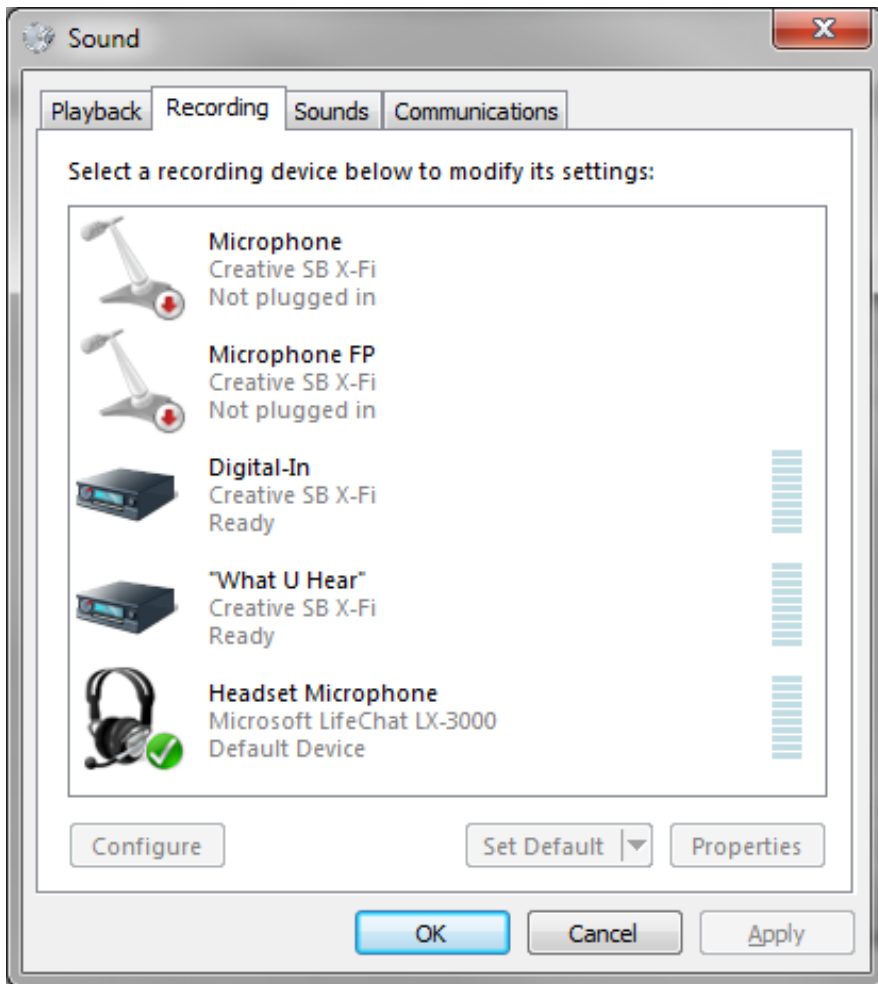 Sound
Playback Recording Sounds Communications
Select a recording device below to modify its settings:
Microphone
Creative SB X-Fi
Not plugged in
Microphone FP
Creative SB X-Fi
Not plugged in
Digital-In
Creative SB X-Fi
Ready
"What U Hear"
Creative SB X-Fi
Ready
Headset Microphone
Microsoft LifeChat LX-3000
Default Device
Configure Set Default Properties
OK Cancel Apply